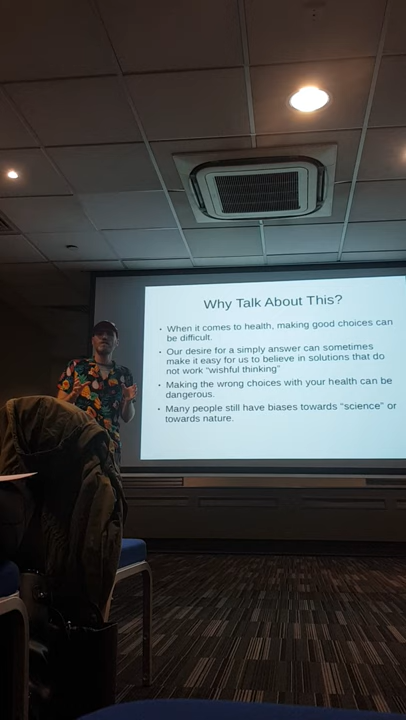 Why Talk About This?
• When it comes to health, making good choices can
be difficult.
• Our desire for a simply answer can sometimes
make it easy for us to believe in solutions that do
not work “wishful thinking”
• Making the wrong choices with your health can be
dangerous.
• Many people still have biases towards “science” or
towards nature.